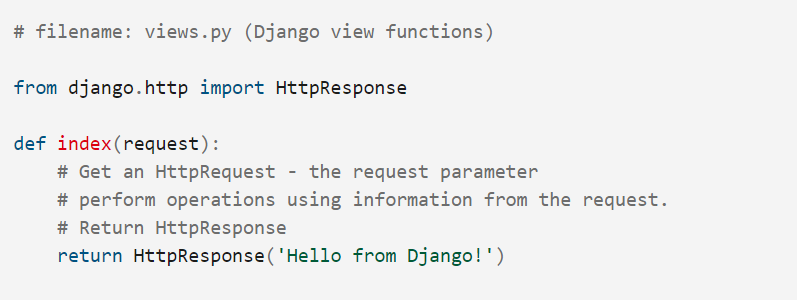 # filename: views.py (Django view functions)
from django.http import HttpResponse
def index(request):
    # Get an HttpRequest - the request parameter
    # perform operations using information from the request.
    # Return HttpResponse
    return HttpResponse('Hello from Django!')